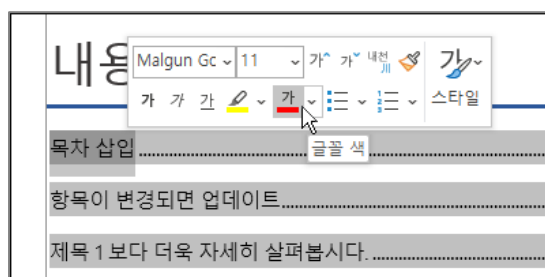 내용
Malgun Gc 11 가 가 내천 川
가 가 가 가 스타일
글꼴 색
목차 삽입
항목이 변경되면 업데이트
제목 1 보다 더욱 자세히 살펴봅시다.